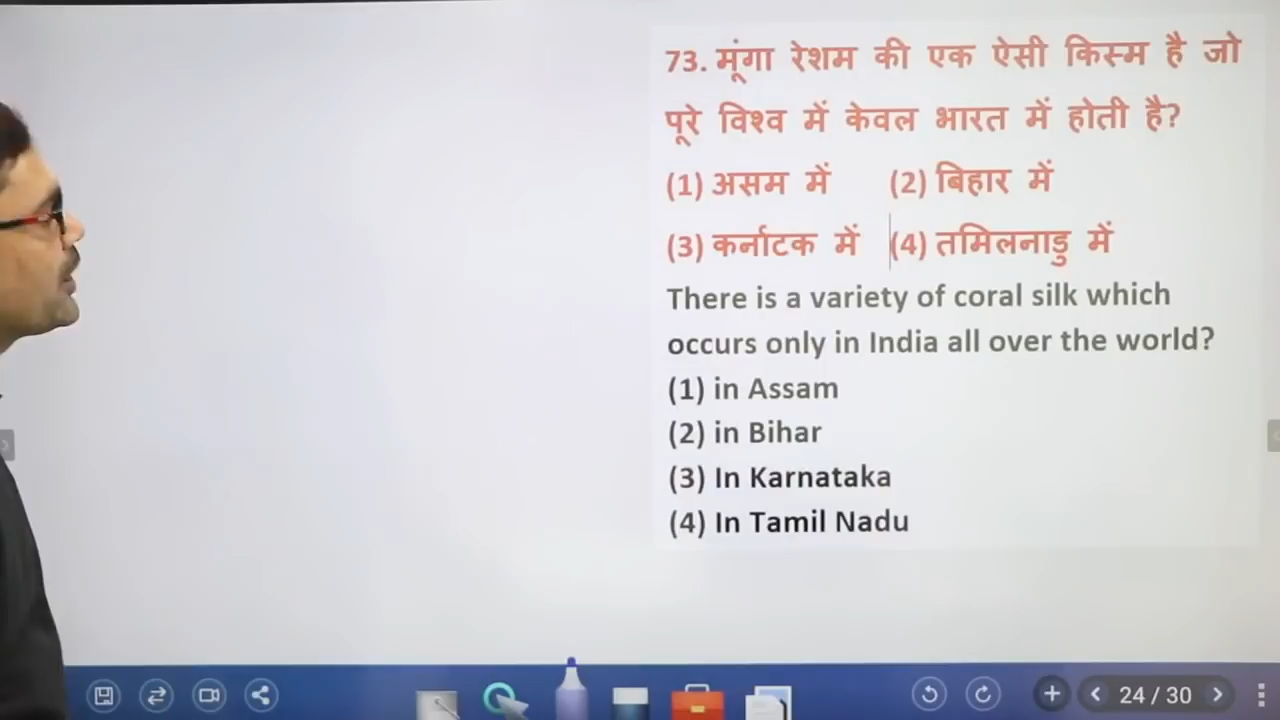 73. मूंगा रेशम की एक ऐसी किस्म है जो
पूरे विश्व में केवल भारत में होती है?
(1) असम में (2) बिहार में
(3) कर्नाटक में (4) तमिलनाडु में
There is a variety of coral silk which
occurs only in India all over the world?
(1) in Assam
(2) in Bihar
(3) In Karnataka
(4) In Tamil Nadu
24 / 30